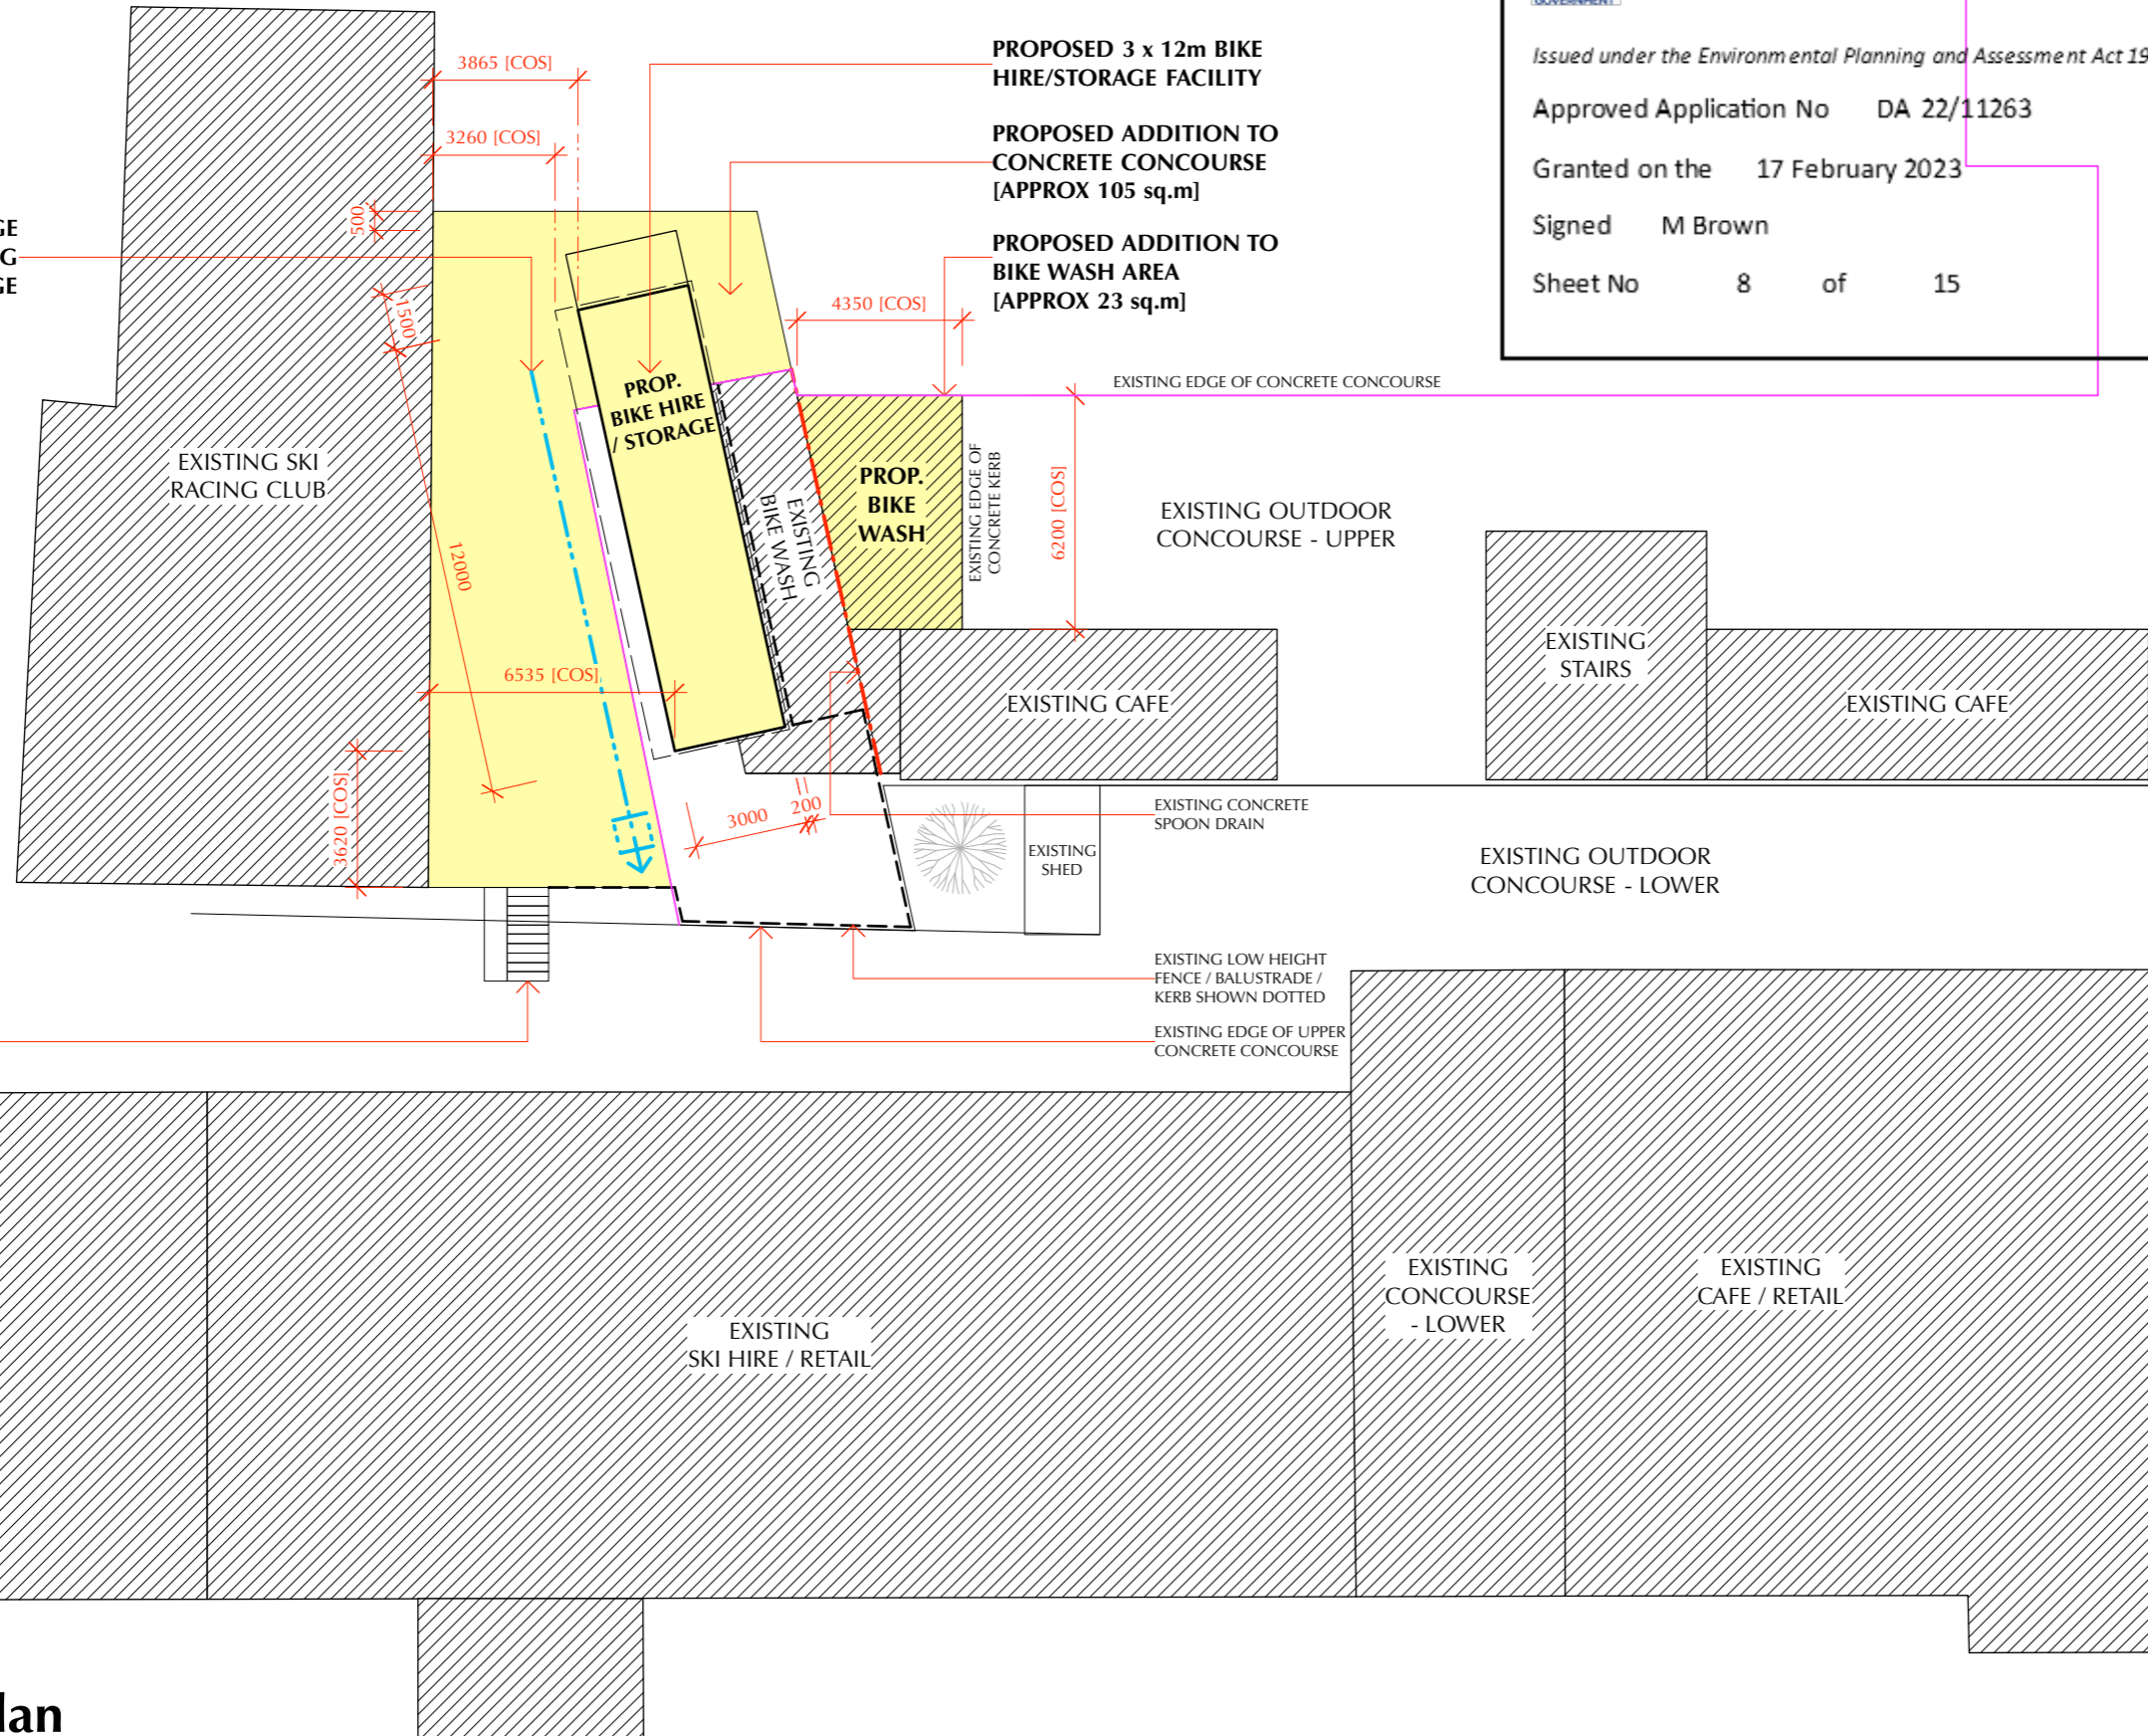 GOVERNMENT
Issued under the Environmental Planning and Assessment Act 19
Approved Application No DA 22/11263
Granted on the 17 February 2023
Signed M Brown
Sheet No 8 of 15
PROPOSED 3 x 12m BIKE
HIRE/STORAGE FACILITY
PROPOSED ADDITION TO
CONCRETE CONCOURSE
[APPROX 105 sq.m]
PROPOSED ADDITION TO
BIKE WASH AREA
[APPROX 23 sq.m]
3865 [COS]
3260 [COS]
500
1500
12000
4350 [COS]
EXISTING EDGE OF CONCRETE CONCOURSE
PROP.
BIKE HIRE
/ STORAGE
EXISTING SKI
RACING CLUB
EXISTING
BIKE WASH
PROP.
BIKE
WASH
EXISTING EDGE OF
CONCRETE KERB
6200 [COS]
EXISTING OUTDOOR
CONCOURSE - UPPER
EXISTING
STAIRS
EXISTING CAFE
EXISTING CAFE
6535 [COS]
3620 [COS]
3000
200
EXISTING CONCRETE
SPOON DRAIN
EXISTING
SHED
EXISTING OUTDOOR
CONCOURSE - LOWER
EXISTING LOW HEIGHT
FENCE / BALUSTRADE /
KERB SHOWN DOTTED
EXISTING EDGE OF UPPER
CONCRETE CONCOURSE
EXISTING
SKI HIRE / RETAIL
EXISTING
CONCOURSE
- LOWER
EXISTING
CAFE / RETAIL